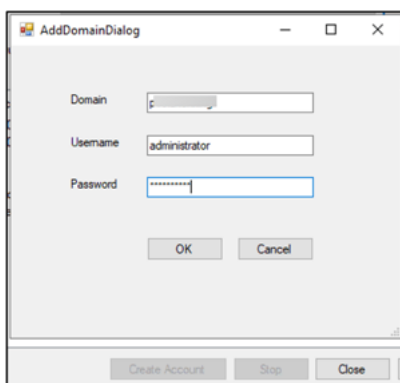 AddDomainDialog
Domain
Username administrator
Password **********
OK Cancel
Create Account Stop Close